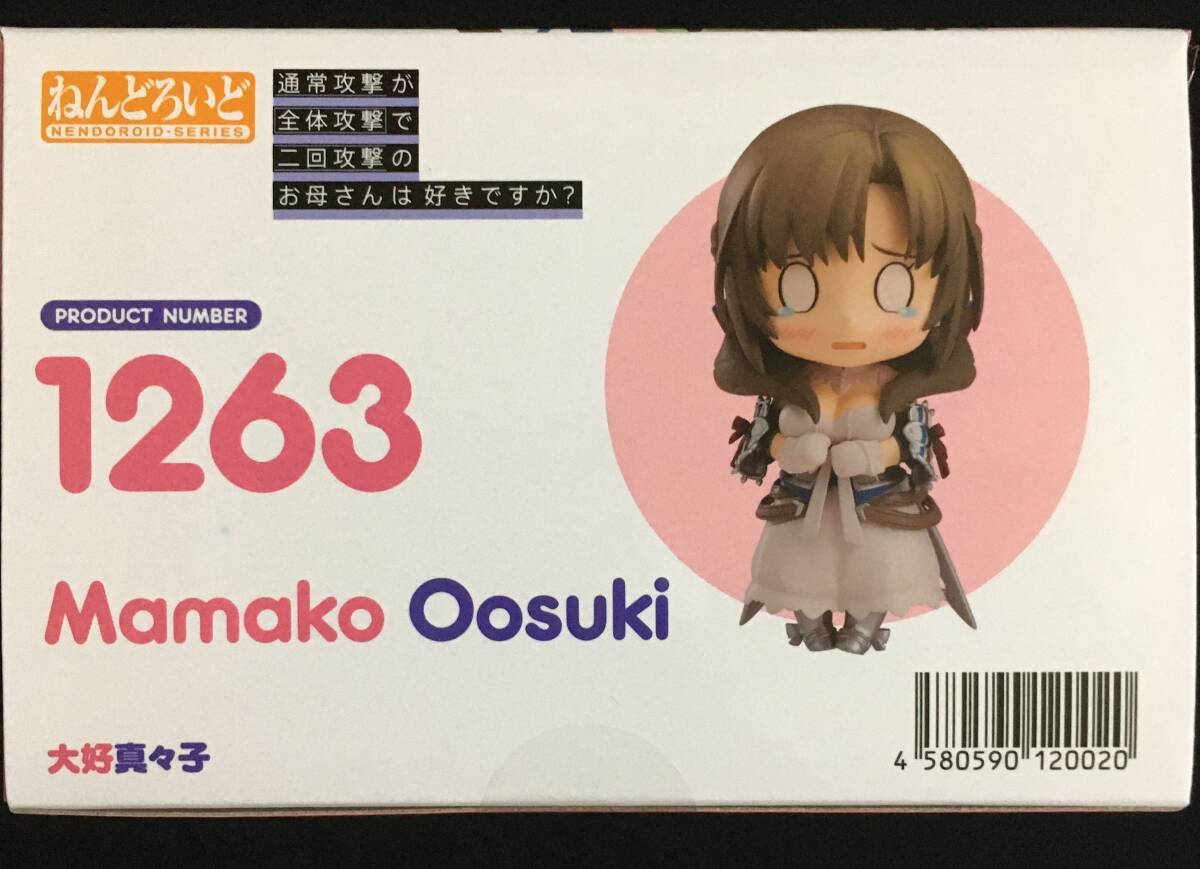 ねんどろいど
NENDOROID·SERIES
通常攻撃が
全体攻撃で
二回攻撃の
お母さんは好きですか?
PRODUCT NUMBER
1263
Mamako Oosuki
大好真々子
4 580590 120020